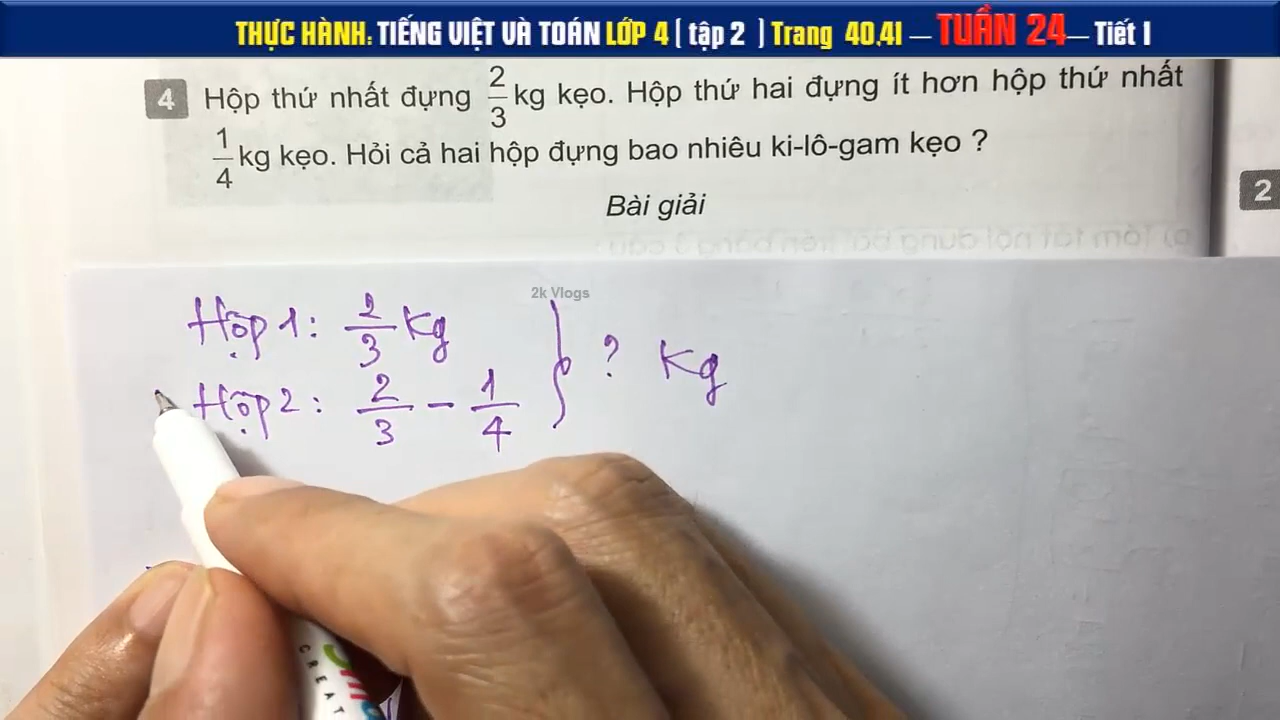 THỰC HÀNH: TIẾNG VIỆT VÀ TOÁN LỚP 4 ( tập 2 ) Trang 40,41 – TUẦN 24– Tiết 1
4 Hộp thứ nhất đựng 2/3 kg kẹo. Hộp thứ hai đựng ít hơn hộp thứ nhất
1/4 kg kẹo. Hỏi cả hai hộp đựng bao nhiêu ki-lô-gam kẹo ?
2
Bài giải
2k Vlogs
Hộp 1: 2/3 Kg
? Kg
Hộp 2: 2/3 - 1/4
CREAT